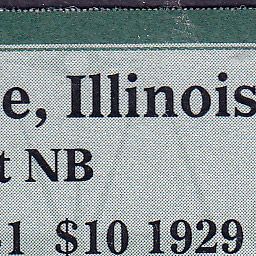 e, Illinois
t NB
1 $10 1929